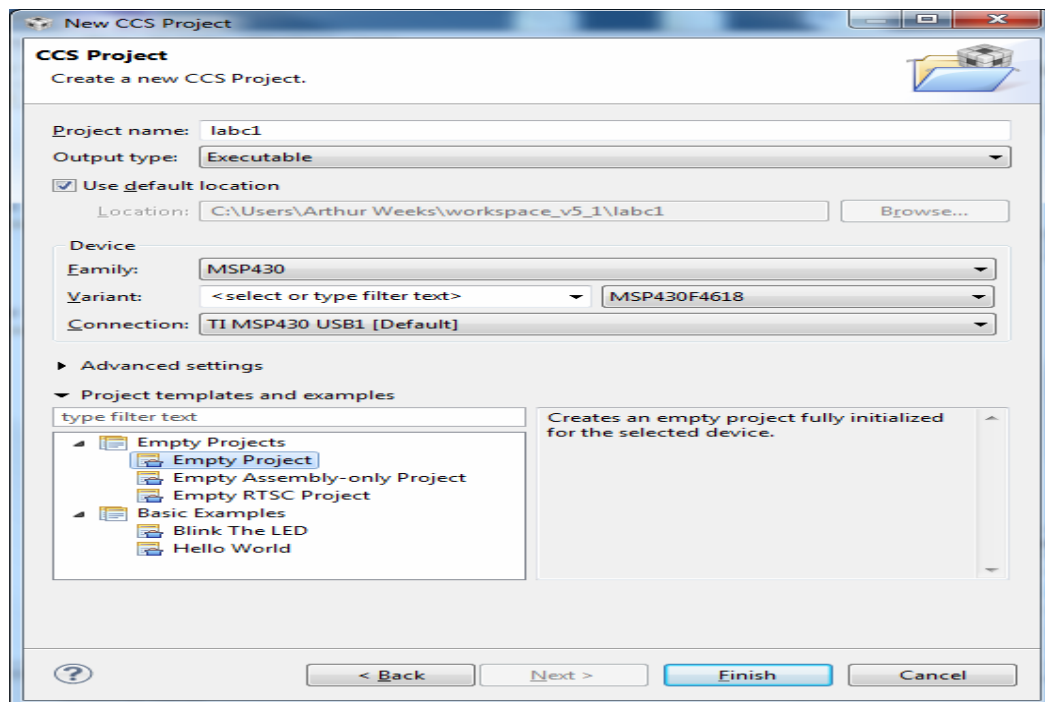 New CCS Project
CCS Project
Create a new CCS Project.
Project name: labc1
Output type: Executable
Use default location
Location: C:\Users\Arthur Weeks\workspace_v5_1\labc1 Browse...
Device
Family: MSP430
Variant: <select or type filter text> MSP430F4618
Connection: TI MSP430 USB1 [Default]
Advanced settings
Project templates and examples
type filter text
Empty Projects
Empty Project
Empty Assembly-only Project
Empty RTSC Project
Basic Examples
Blink The LED
Hello World
Creates an empty project fully initialized
for the selected device.
? < Back Next > Finish Cancel